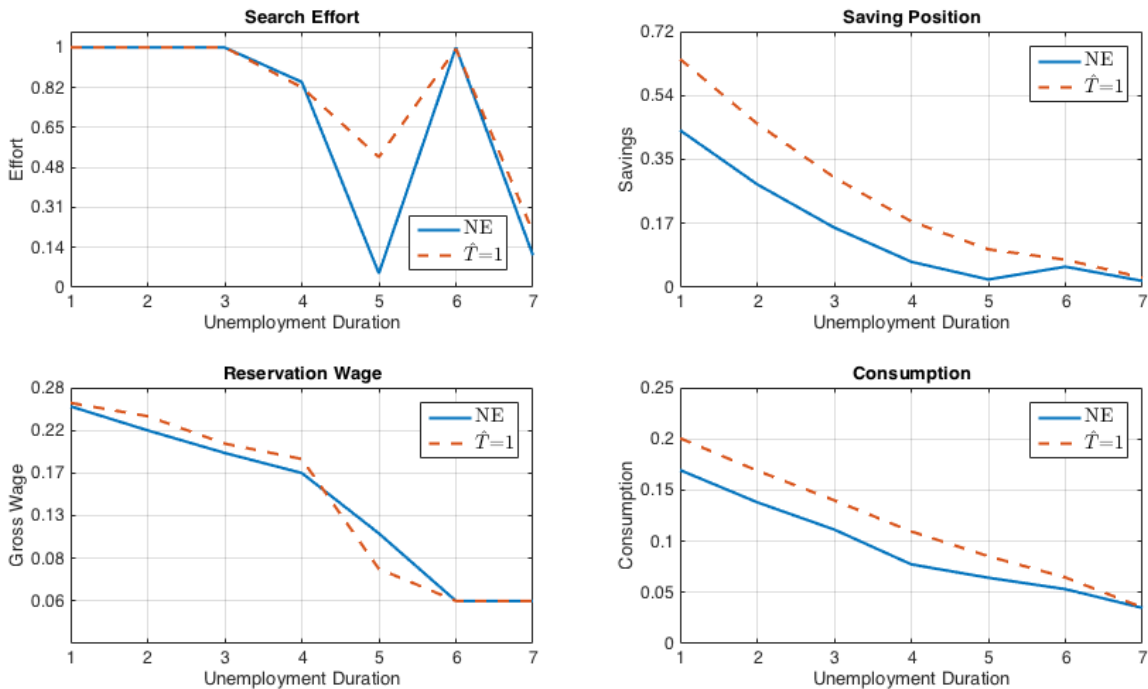 Search Effort
1
0.82
0.65
0.48
0.31
0.14
0
Effort
NE
T̂=1
1 2 3 4 5 6 7
Unemployment Duration
Saving Position
0.72
0.54
0.35
0.17
0
Savings
NE
T̂=1
1 2 3 4 5 6 7
Unemployment Duration
Reservation Wage
0.28
0.22
0.17
0.13
0.08
0.06
Gross Wage
NE
T̂=1
1 2 3 4 5 6 7
Unemployment Duration
Consumption
0.25
0.2
0.15
0.1
0.05
0
Consumption
NE
T̂=1
1 2 3 4 5 6 7
Unemployment Duration